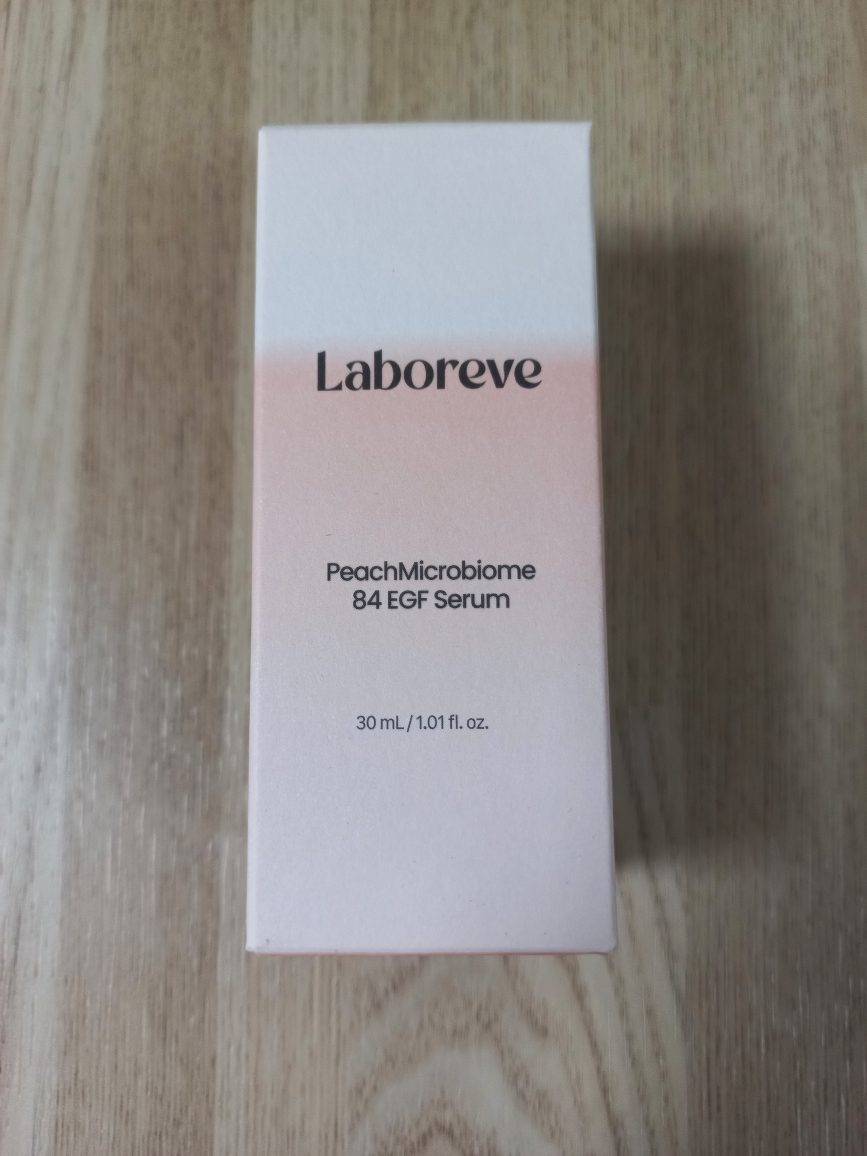 Laboreve
PeachMicrobiome
84 EGF Serum
30 mL / 1.01 fl. oz.